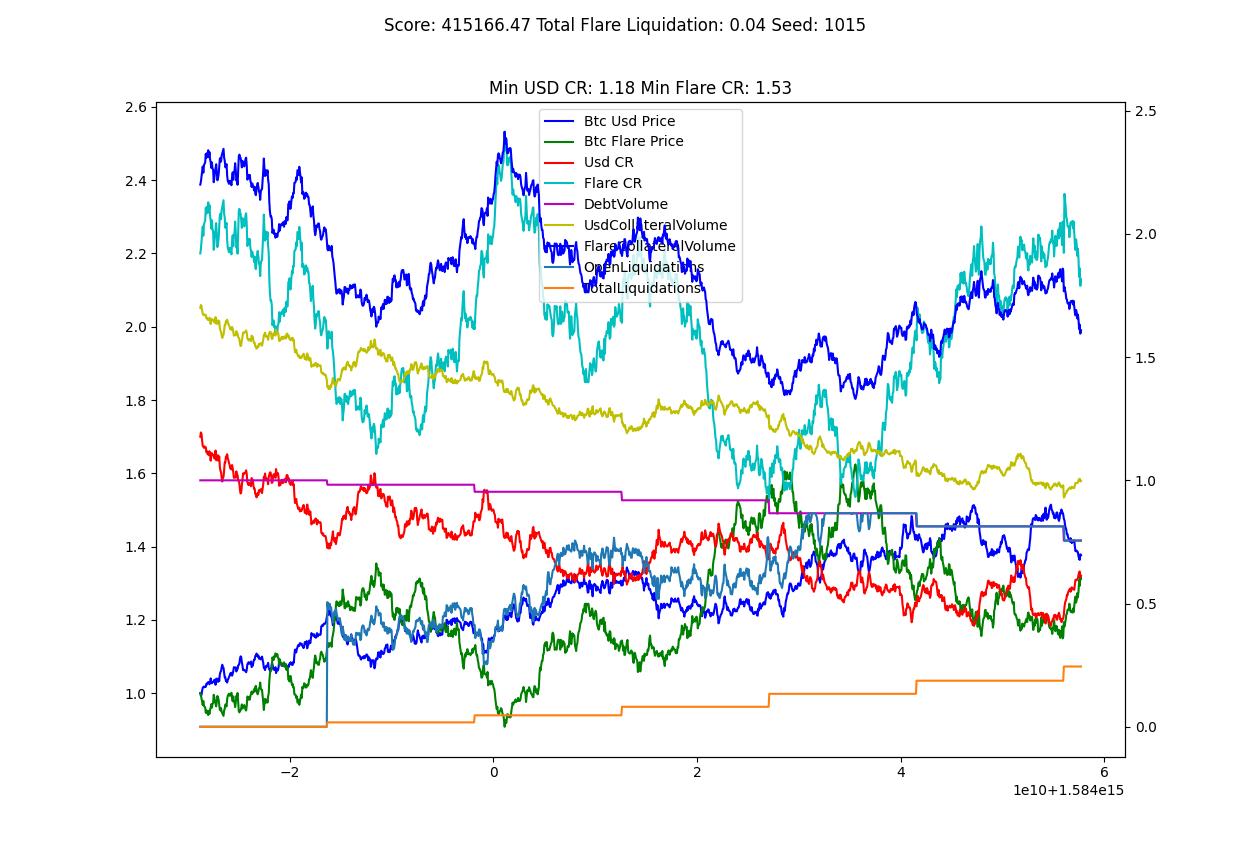 Score: 415166.47 Total Flare Liquidation: 0.04 Seed: 1015
Min USD CR: 1.18 Min Flare CR: 1.53
Btc Usd Price
Btc Flare Price
Usd CR
Flare CR
DebtVolume
UsdCollateralVolume
FlareCollateralVolume
OpenLiquidations
TotalLiquidations
2.6
2.4
2.2
2.0
1.8
1.6
1.4
1.2
1.0
2.5
2.0
1.5
1.0
0.5
0.0
−2 0 2 4 6
1e10+1.584e15